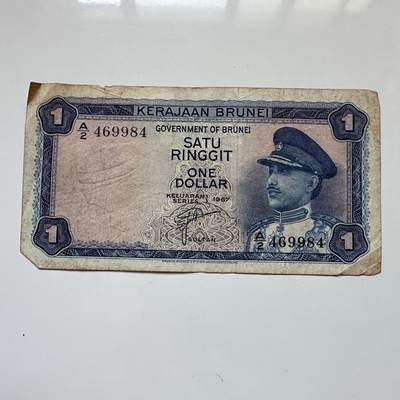 KERAJAAN BRUNEI
1
1
A/2 469984
GOVERNMENT OF BRUNEI
SATU
RINGGIT
ONE
DOLLAR
KELUARAN
SERIES 1967
SULTAN
1
A/2 469984